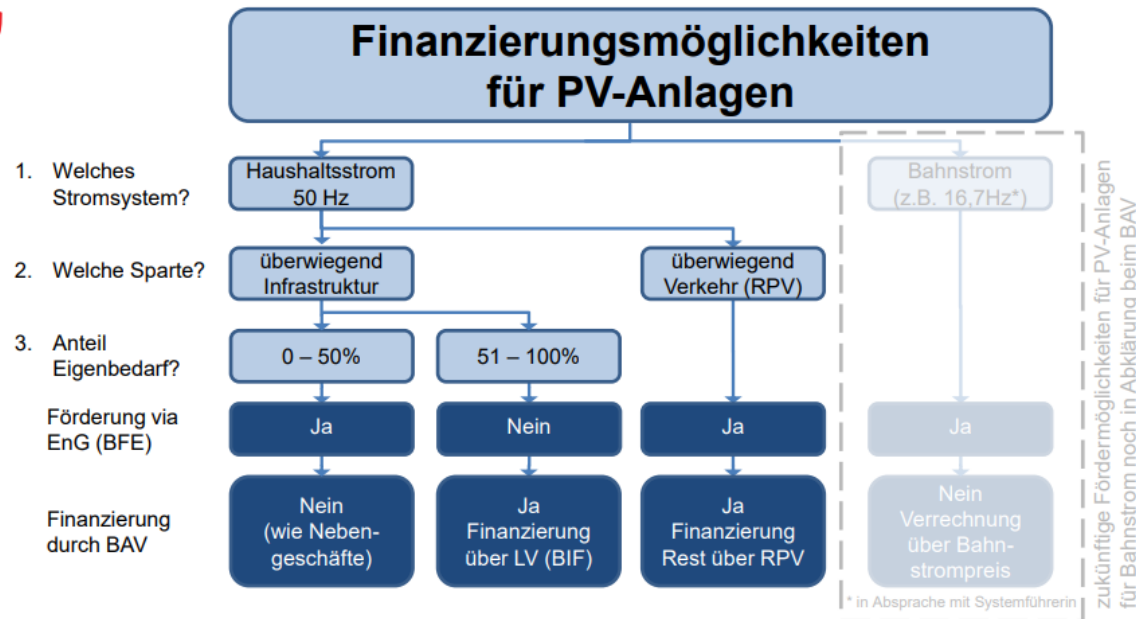 Finanzierungsmöglichkeiten
für PV-Anlagen
1. Welches
Stromsystem?
Haushaltsstrom
50 Hz
Bahnstrom
(z.B. 16,7Hz*)
2. Welche Sparte?
überwiegend
Infrastruktur
überwiegend
Verkehr (RPV)
3. Anteil
Eigenbedarf?
0 – 50%
51 – 100%
Förderung via
EnG (BFE)
Ja
Nein
Ja
Ja
Finanzierung
durch BAV
Nein
(wie Neben-
geschäfte)
Ja
Finanzierung
über LV (BIF)
Ja
Finanzierung
Rest über RPV
Nein
Verrechnung
über Bahn-
strompreis
* in Absprache mit Systemführerin
zukünftige Fördermöglichkeiten für PV-Anlagen
für Bahnstrom noch in Abklärung beim BAV